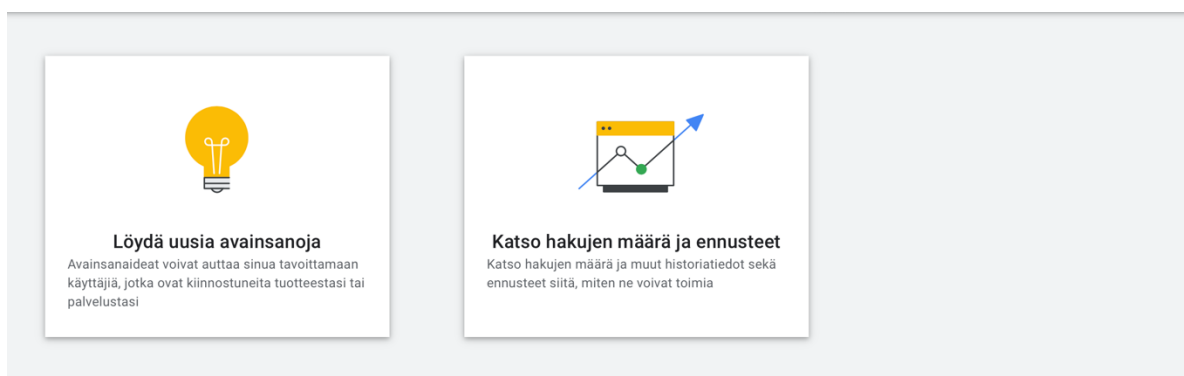 Löydä uusia avainsanoja
Avainsanaideat voivat auttaa sinua tavoittamaan
käyttäjiä, jotka ovat kiinnostuneita tuotteestasi tai
palvelustasi
Katso hakujen määrä ja ennusteet
Katso hakujen määrä ja muut historiatiedot sekä
ennusteet siitä, miten ne voivat toimia